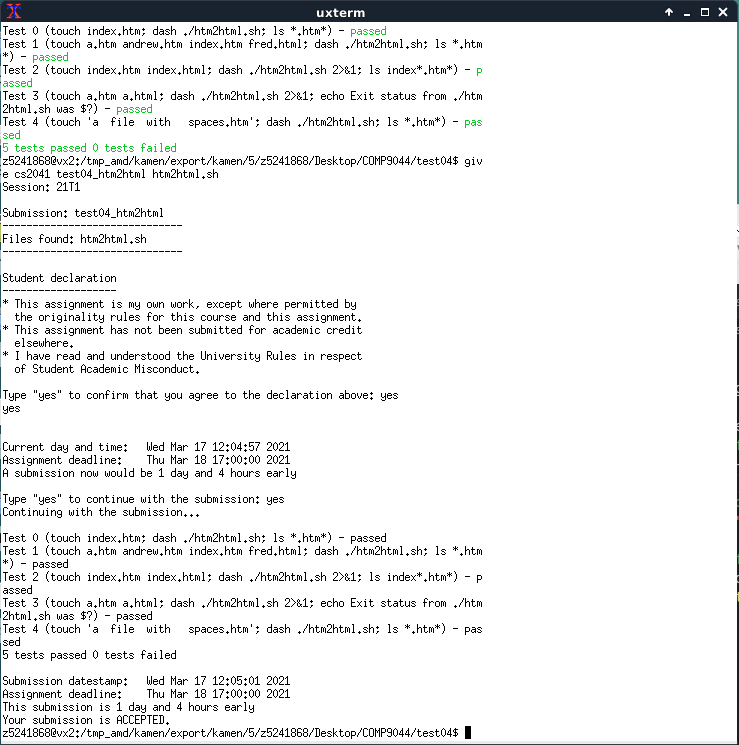 uxterm
Test 0 (touch index.htm; dash ./htm2html.sh; ls *.htm*) - passed
Test 1 (touch a.htm andrew.htm index.htm fred.html; dash ./htm2html.sh; ls *.htm
*) - passed
Test 2 (touch index.htm index.html; dash ./htm2html.sh 2>&1; ls index*.htm*) - p
assed
Test 3 (touch a.htm a.html; dash ./htm2html.sh 2>&1; echo Exit status from ./htm
2html.sh was $?) - passed
Test 4 (touch 'a  file  with   spaces.htm'; dash ./htm2html.sh; ls *.htm*) - pas
sed
5 tests passed 0 tests failed
z5241868@vx2:/tmp_amd/kamen/export/kamen/5/z5241868/Desktop/COMP9044/test04$ giv
e cs2041 test04_htm2html htm2html.sh
Session: 21T1

Submission: test04_htm2html
------------------------------
Files found: htm2html.sh
------------------------------

Student declaration
-------------------
* This assignment is my own work, except where permitted by
  the originality rules for this course and this assignment.
* This assignment has not been submitted for academic credit
  elsewhere.
* I have read and understood the University Rules in respect
  of Student Academic Misconduct.

Type "yes" to confirm that you agree to the declaration above: yes
yes

Current day and time:   Wed Mar 17 12:04:57 2021
Assignment deadline:    Thu Mar 18 17:00:00 2021
A submission now would be 1 day and 4 hours early

Type "yes" to continue with the submission: yes
Continuing with the submission...

Test 0 (touch index.htm; dash ./htm2html.sh; ls *.htm*) - passed
Test 1 (touch a.htm andrew.htm index.htm fred.html; dash ./htm2html.sh; ls *.htm
*) - passed
Test 2 (touch index.htm index.html; dash ./htm2html.sh 2>&1; ls index*.htm*) - p
assed
Test 3 (touch a.htm a.html; dash ./htm2html.sh 2>&1; echo Exit status from ./htm
2html.sh was $?) - passed
Test 4 (touch 'a  file  with   spaces.htm'; dash ./htm2html.sh; ls *.htm*) - pas
sed
5 tests passed 0 tests failed

Submission datestamp:   Wed Mar 17 12:05:01 2021
Assignment deadline:    Thu Mar 18 17:00:00 2021
This submission is 1 day and 4 hours early
Your submission is ACCEPTED.
z5241868@vx2:/tmp_amd/kamen/export/kamen/5/z5241868/Desktop/COMP9044/test04$